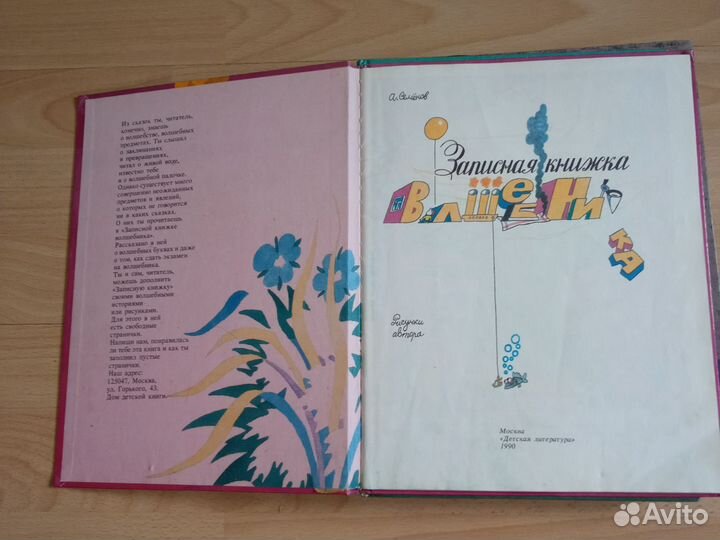 Из сказок ты, читатель,
конечно, знаешь
о волшебстве, волшебных
предметах. Ты слышал
о заклинаниях
и превращениях,
читал о живой воде,
известно тебе
и о волшебной палочке.
Однако существует много
совершенно неожиданных
предметов и явлений,
о которых не говорится
ни в каких сказках.
О них ты прочитаешь
в «Записной книжке
волшебника».
Рассказано в ней
о волшебных буквах и даже
о том, как сдать экзамен
на волшебника.
Ты и сам, читатель,
можешь дополнить
«Записную книжку»
своими волшебными
историями
или рисунками.
Для этого в ней
есть свободные
странички.
Напиши нам, понравилась
ли тебе эта книга и как ты
заполнил пустые
странички.
Наш адрес:
125047, Москва,
ул. Горького, 43.
Дом детской книги.
А. Семёнов
Записная книжка
волшебника
Рисунки
автора
Москва
«Детская литература»
1990
Avito